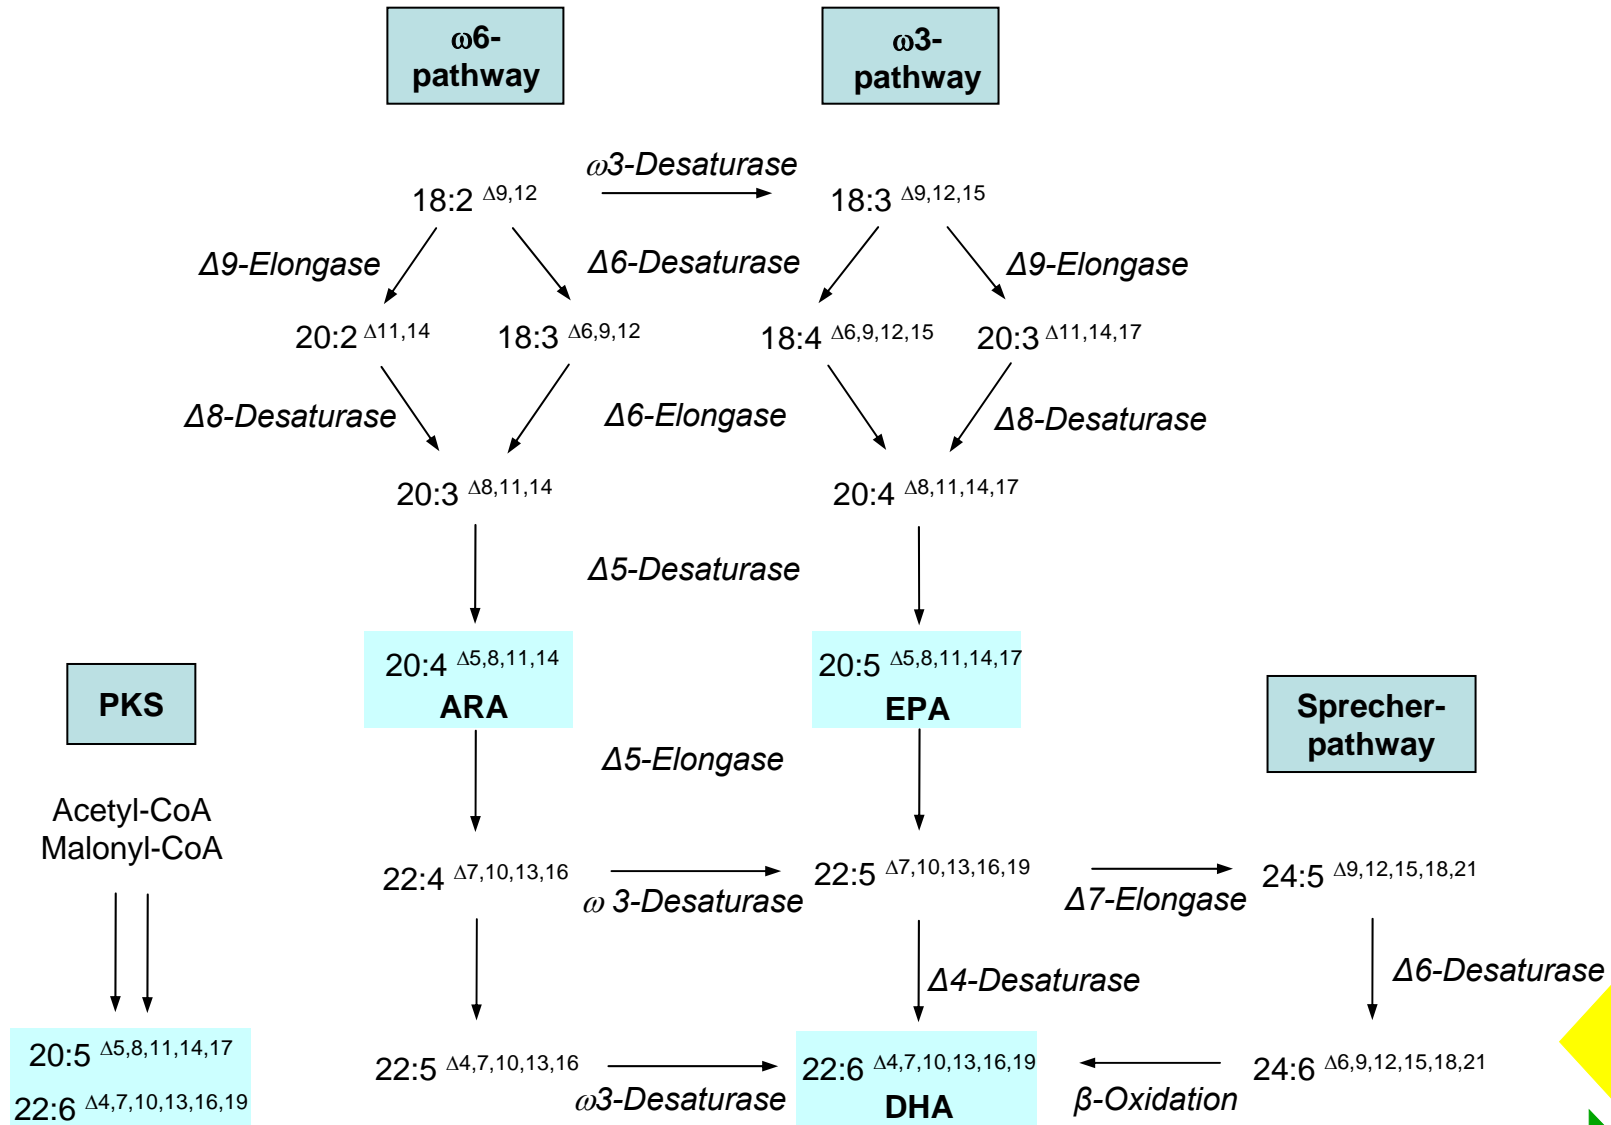 ω6-
pathway
ω3-
pathway
ω3-Desaturase
18:2 Δ9,12
18:3 Δ9,12,15
Δ9-Elongase
Δ6-Desaturase
Δ9-Elongase
20:2 Δ11,14
18:3 Δ6,9,12
18:4 Δ6,9,12,15
20:3 Δ11,14,17
Δ8-Desaturase
Δ6-Elongase
Δ8-Desaturase
20:3 Δ8,11,14
20:4 Δ8,11,14,17
Δ5-Desaturase
20:4 Δ5,8,11,14
ARA
20:5 Δ5,8,11,14,17
EPA
PKS
Sprecher-
pathway
Δ5-Elongase
Acetyl-CoA
Malonyl-CoA
22:4 Δ7,10,13,16
ω 3-Desaturase
22:5 Δ7,10,13,16,19
Δ7-Elongase
24:5 Δ9,12,15,18,21
Δ4-Desaturase
Δ6-Desaturase
20:5 Δ5,8,11,14,17
22:6 Δ4,7,10,13,16,19
22:5 Δ4,7,10,13,16
ω3-Desaturase
22:6 Δ4,7,10,13,16,19
DHA
β-Oxidation
24:6 Δ6,9,12,15,18,21